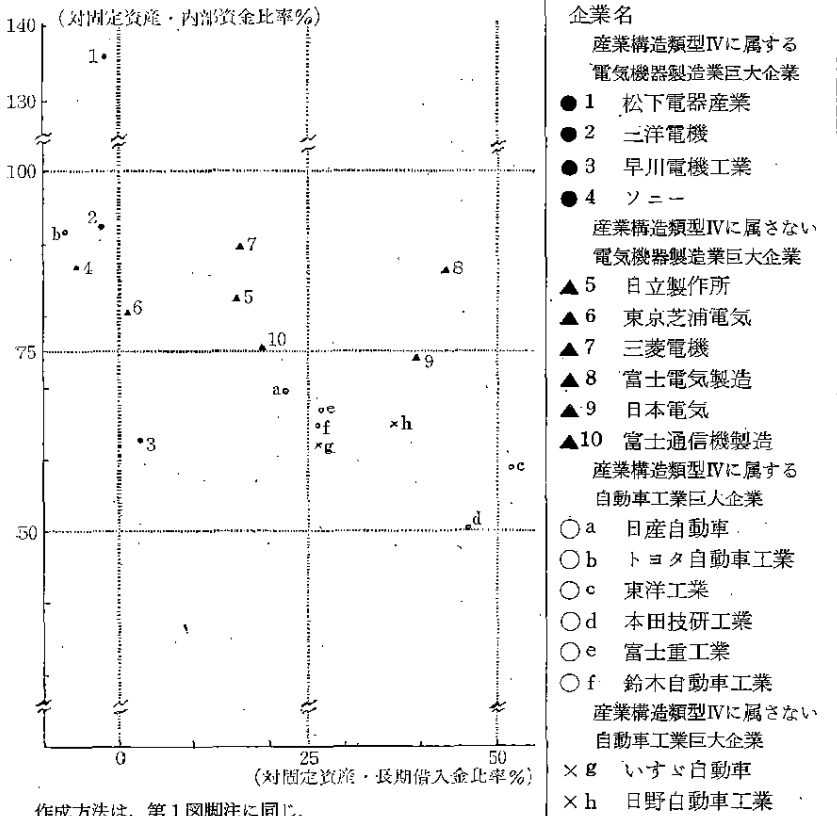 (対固定資産・内部資金比率%)
140
130
100
75
50
1
2
b
4
7
5
8
6
10
9
a
e
f
h
g
3
c
d
0
25
50
(対固定資産・長期借入金比率%)
作成方法は、第1図脚注に同じ。
企業名
産業構造類型Ⅳに属する
電気機器製造業巨大企業
●1 松下電器産業
●2 三洋電機
●3 早川電機工業
●4 ソニー
産業構造類型Ⅳに属さない
電気機器製造業巨大企業
▲5 日立製作所
▲6 東京芝浦電気
▲7 三菱電機
▲8 富士電気製造
▲9 日本電気
▲10 富士通信機製造
産業構造類型Ⅳに属する
自動車工業巨大企業
○a 日産自動車
○b トヨタ自動車工業
○c 東洋工業
○d 本田技研工業
○e 富士重工業
○f 鈴木自動車工業
産業構造類型Ⅳに属さない
自動車工業巨大企業
×g いすゞ自動車
×h 日野自動車工業